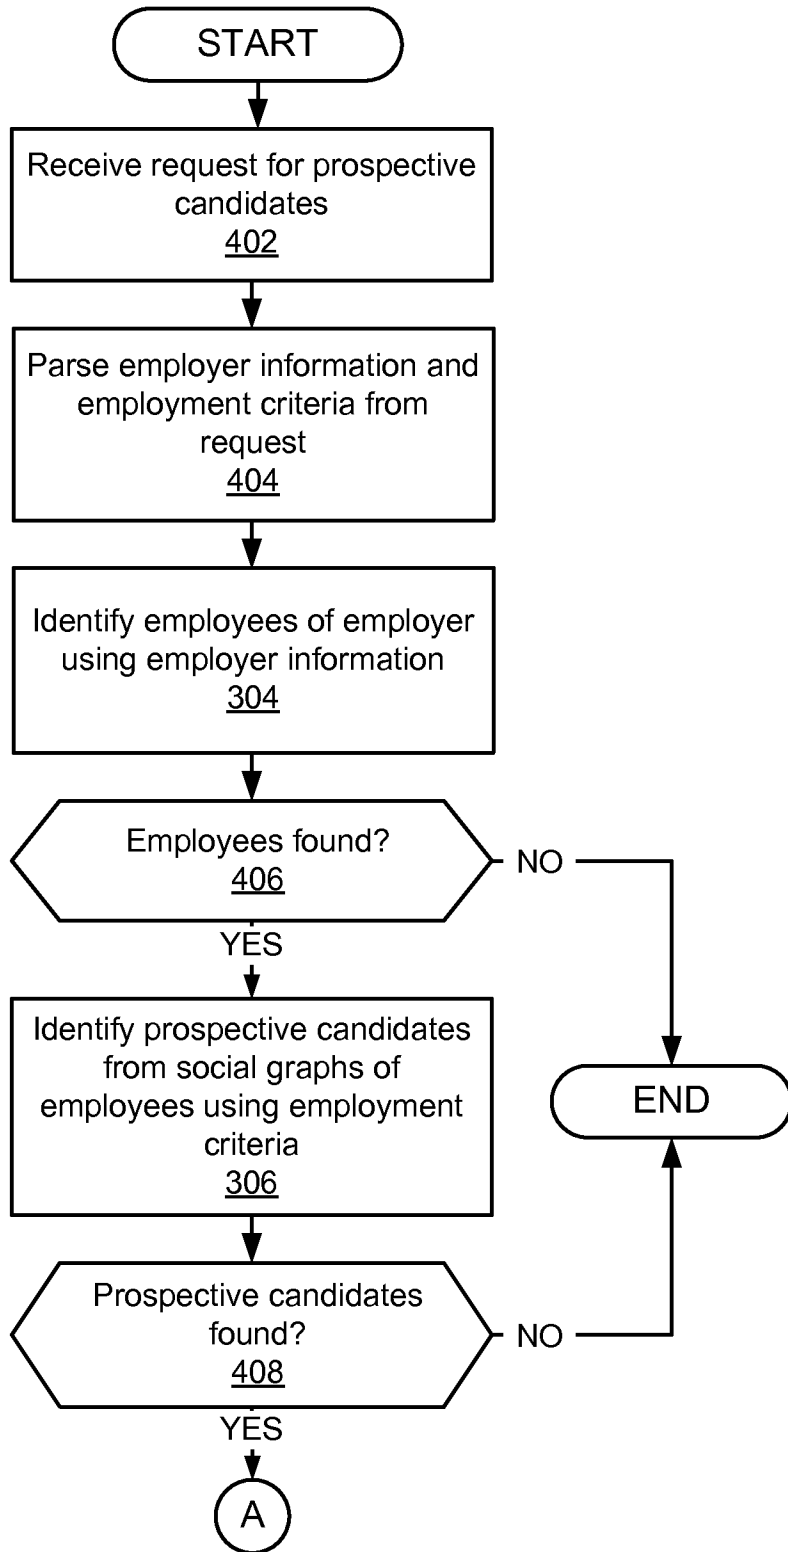 START
Receive request for prospective
candidates
402
Parse employer information and
employment criteria from
request
404
Identify employees of employer
using employer information
304
Employees found?
406
NO
YES
Identify prospective candidates
from social graphs of
employees using employment
criteria
306
END
Prospective candidates
found?
408
NO
YES
A